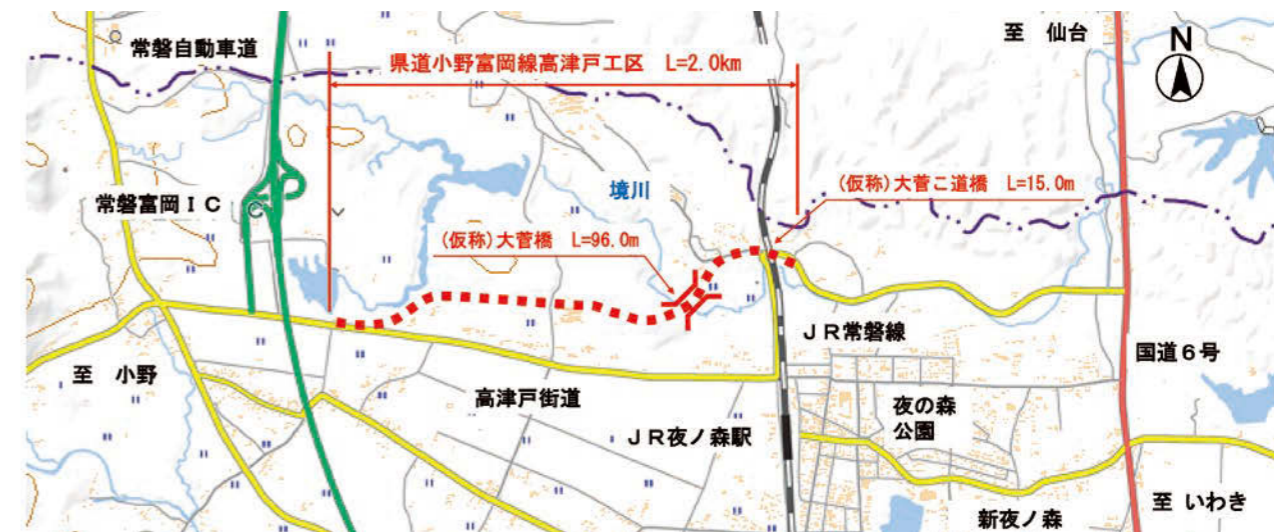 常磐自動車道
県道小野富岡線高津戸工区 L=2.0km
至 仙台
N
常磐富岡IC
境川
(仮称)大菅こ道橋 L=15.0m
(仮称)大菅橋 L=96.0m
JR常磐線
国道6号
至 小野
高津戸街道
夜の森
公園
JR夜ノ森駅
至 いわき
新夜ノ森